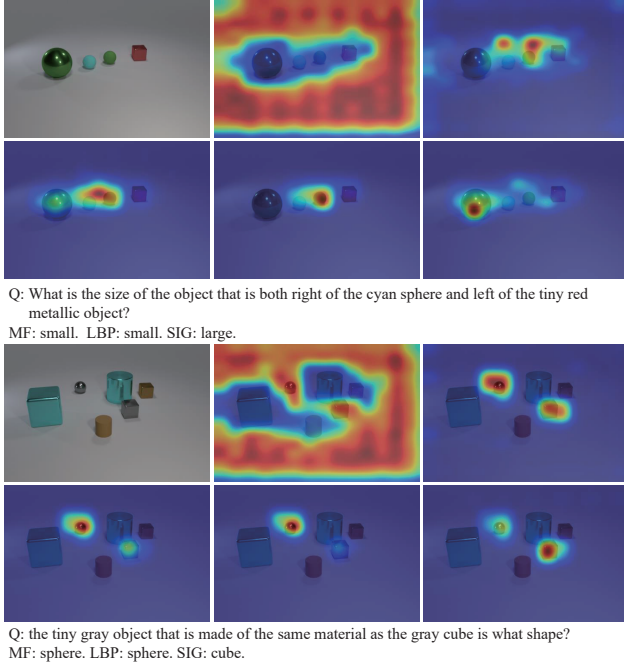 Q: What is the size of the object that is both right of the cyan sphere and left of the tiny red
metallic object?
MF: small. LBP: small. SIG: large.
Q: the tiny gray object that is made of the same material as the gray cube is what shape?
MF: sphere. LBP: sphere. SIG: cube.